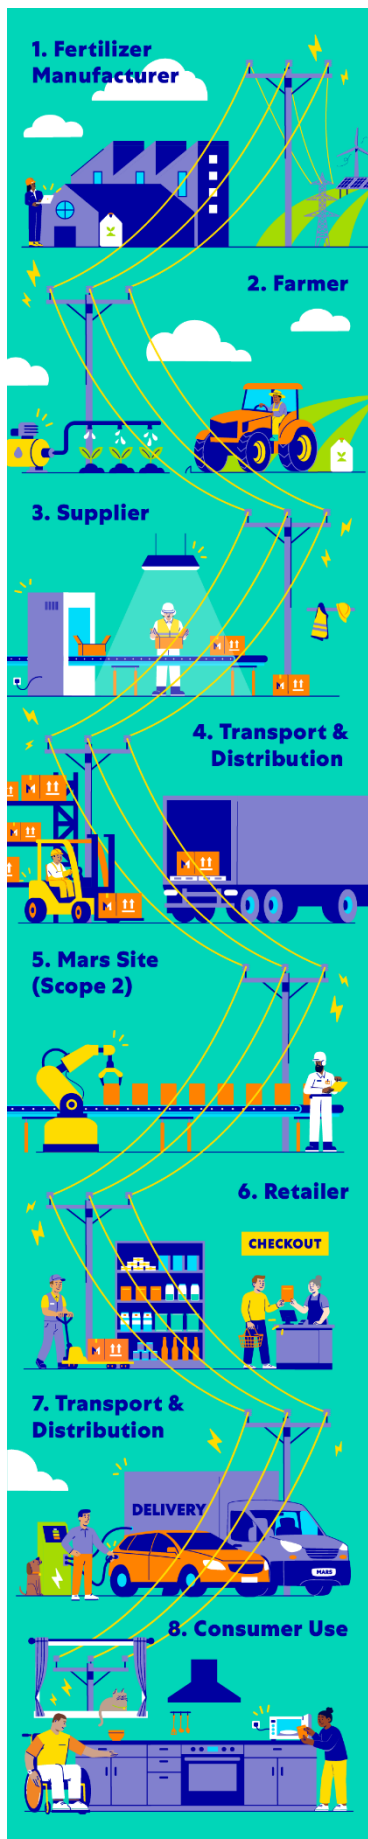 1. Fertilizer
Manufacturer
2. Farmer
3. Supplier
4. Transport &
Distribution
5. Mars Site
(Scope 2)
6. Retailer
CHECKOUT
7. Transport &
Distribution
DELIVERY
MARS
8. Consumer Use